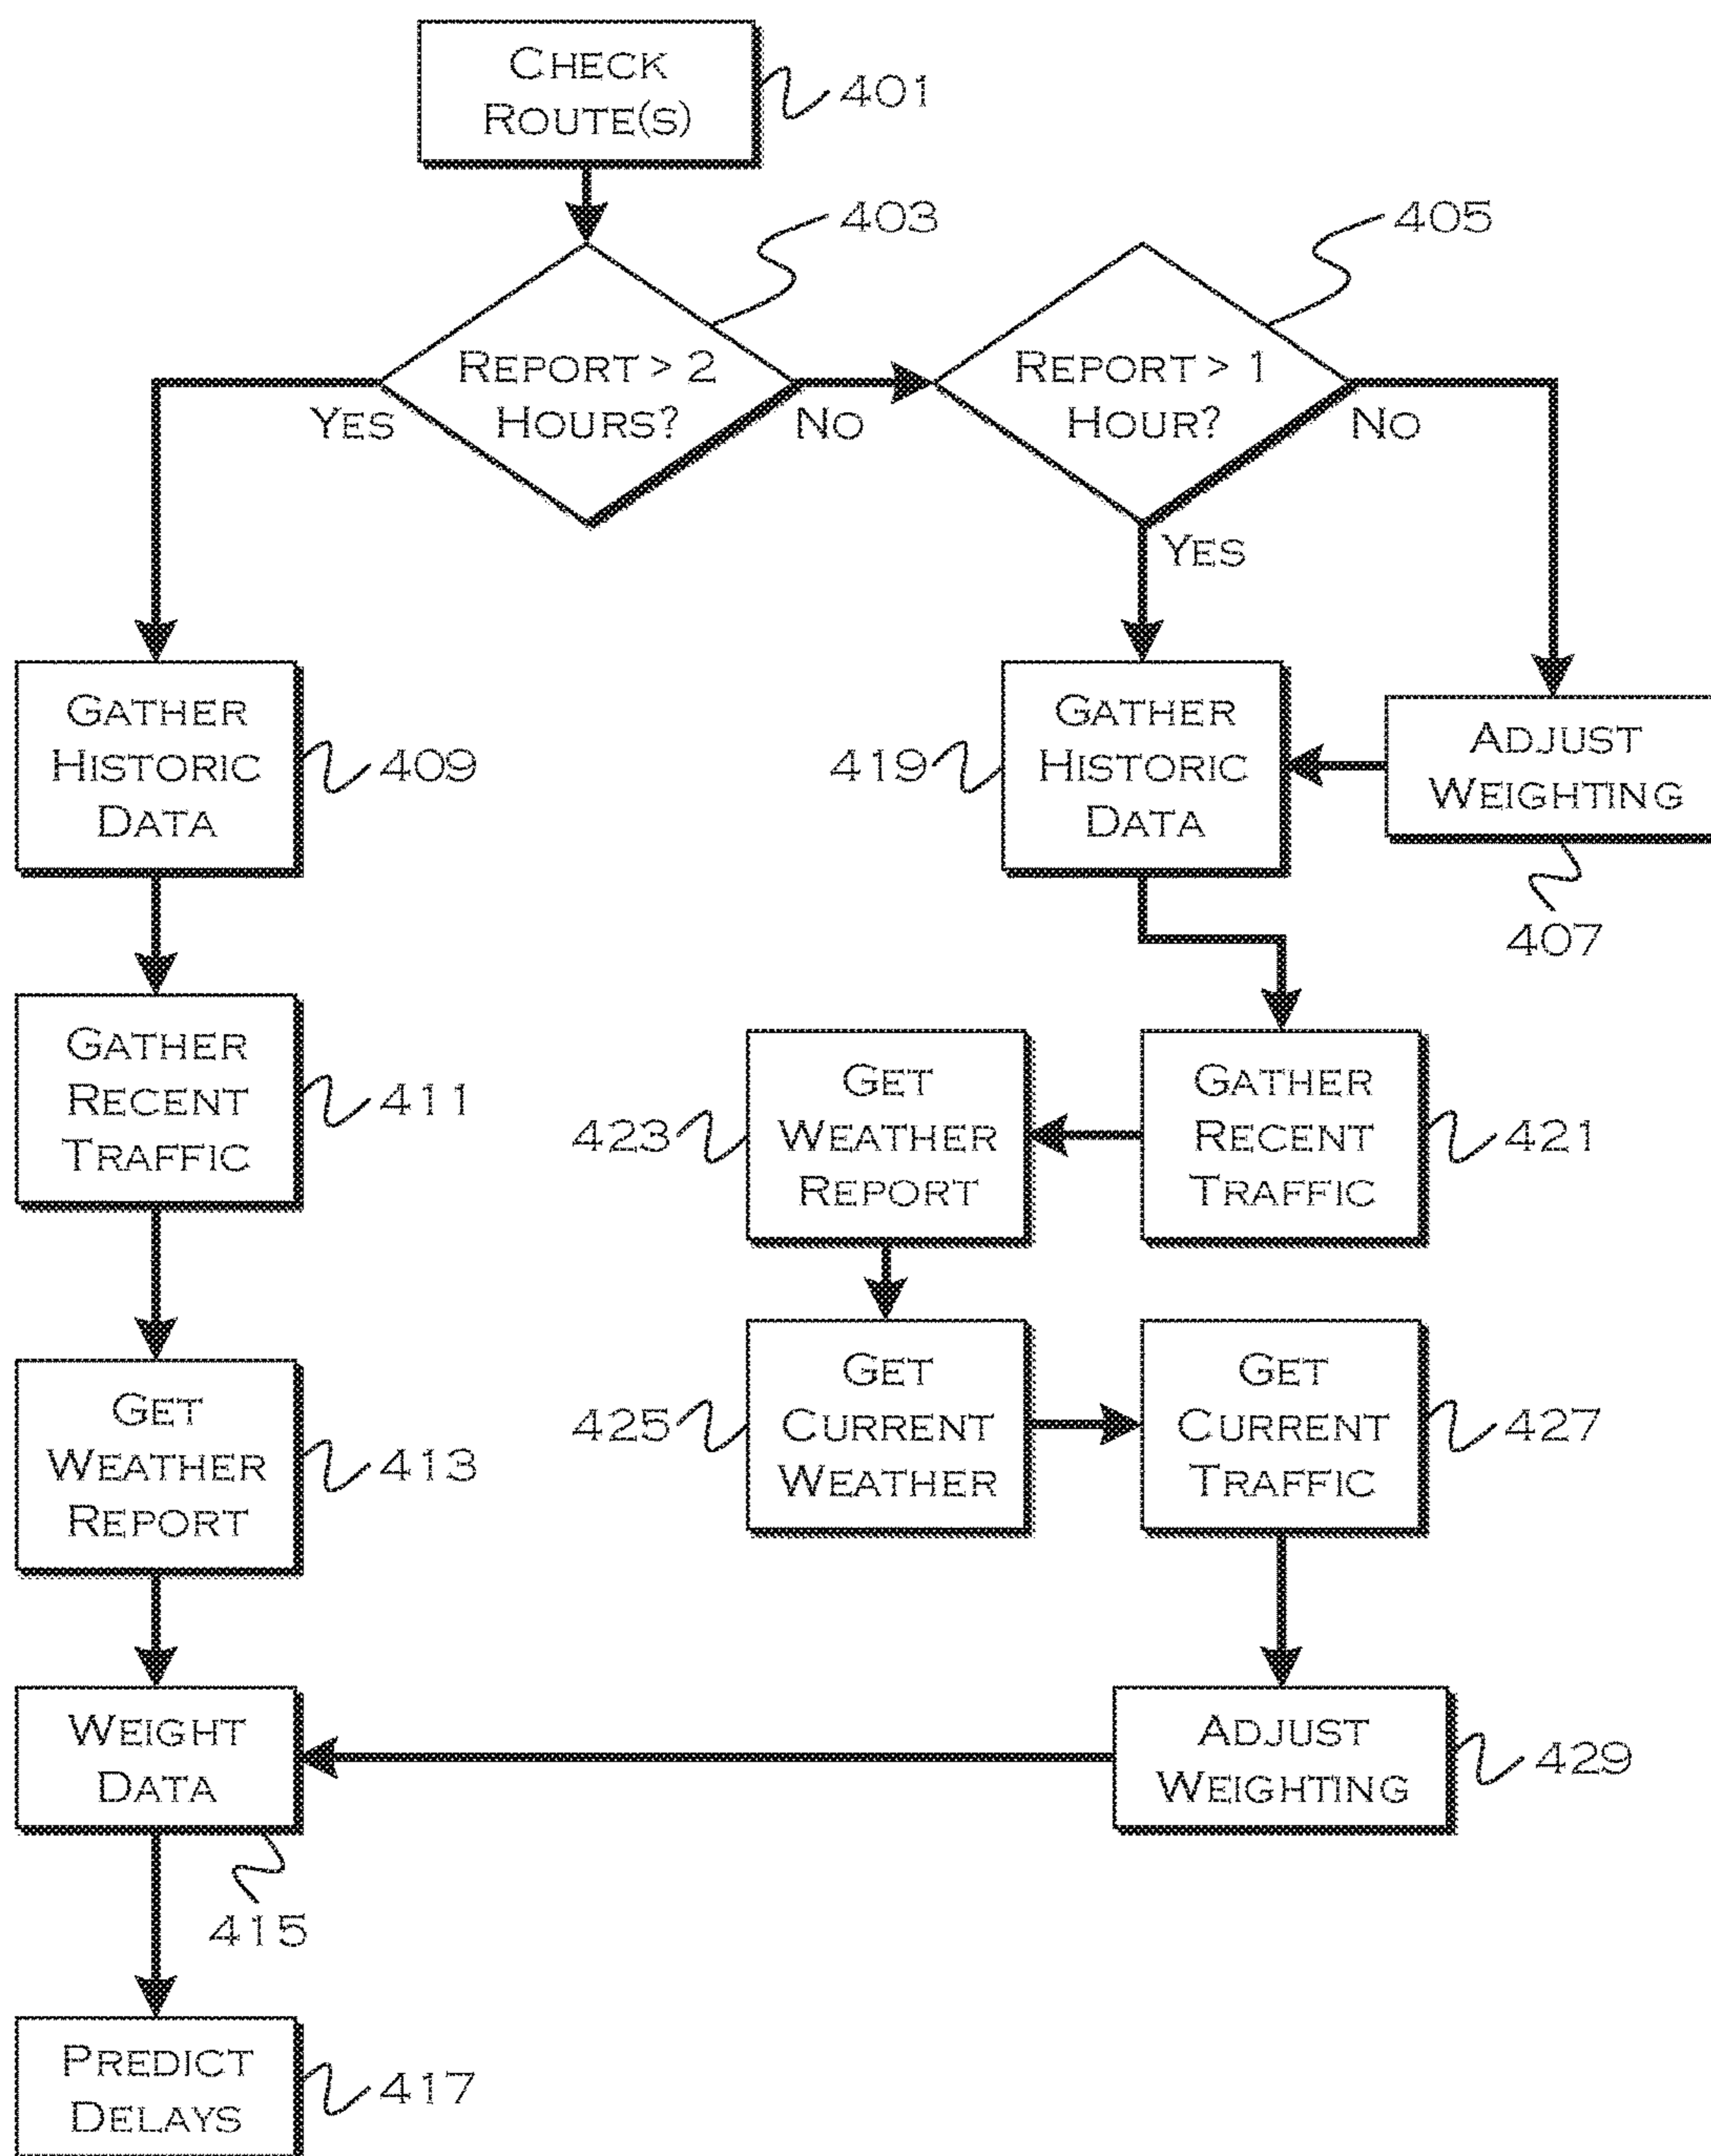 CHECK
ROUTE(S)
401
403
405
REPORT > 2
HOURS?
YES
NO
REPORT > 1
HOUR?
NO
YES
GATHER
HISTORIC
DATA
409
419
GATHER
HISTORIC
DATA
ADJUST
WEIGHTING
407
GATHER
RECENT
TRAFFIC
411
423
GET
WEATHER
REPORT
GATHER
RECENT
TRAFFIC
421
GET
WEATHER
REPORT
413
425
GET
CURRENT
WEATHER
GET
CURRENT
TRAFFIC
427
WEIGHT
DATA
415
ADJUST
WEIGHTING
429
PREDICT
DELAYS
417